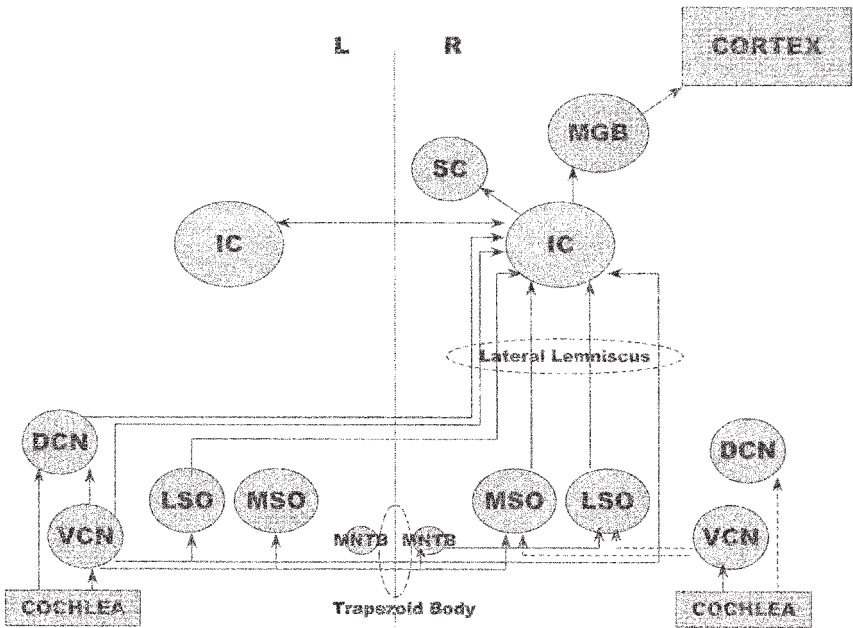 L R
CORTEX
MGB
SC
IC IC
Lateral Lemniscus
DCN DCN
LSO MSO MSO LSO
VCN MNTB MNTB VCN
COCHLEA Trapezoid Body COCHLEA